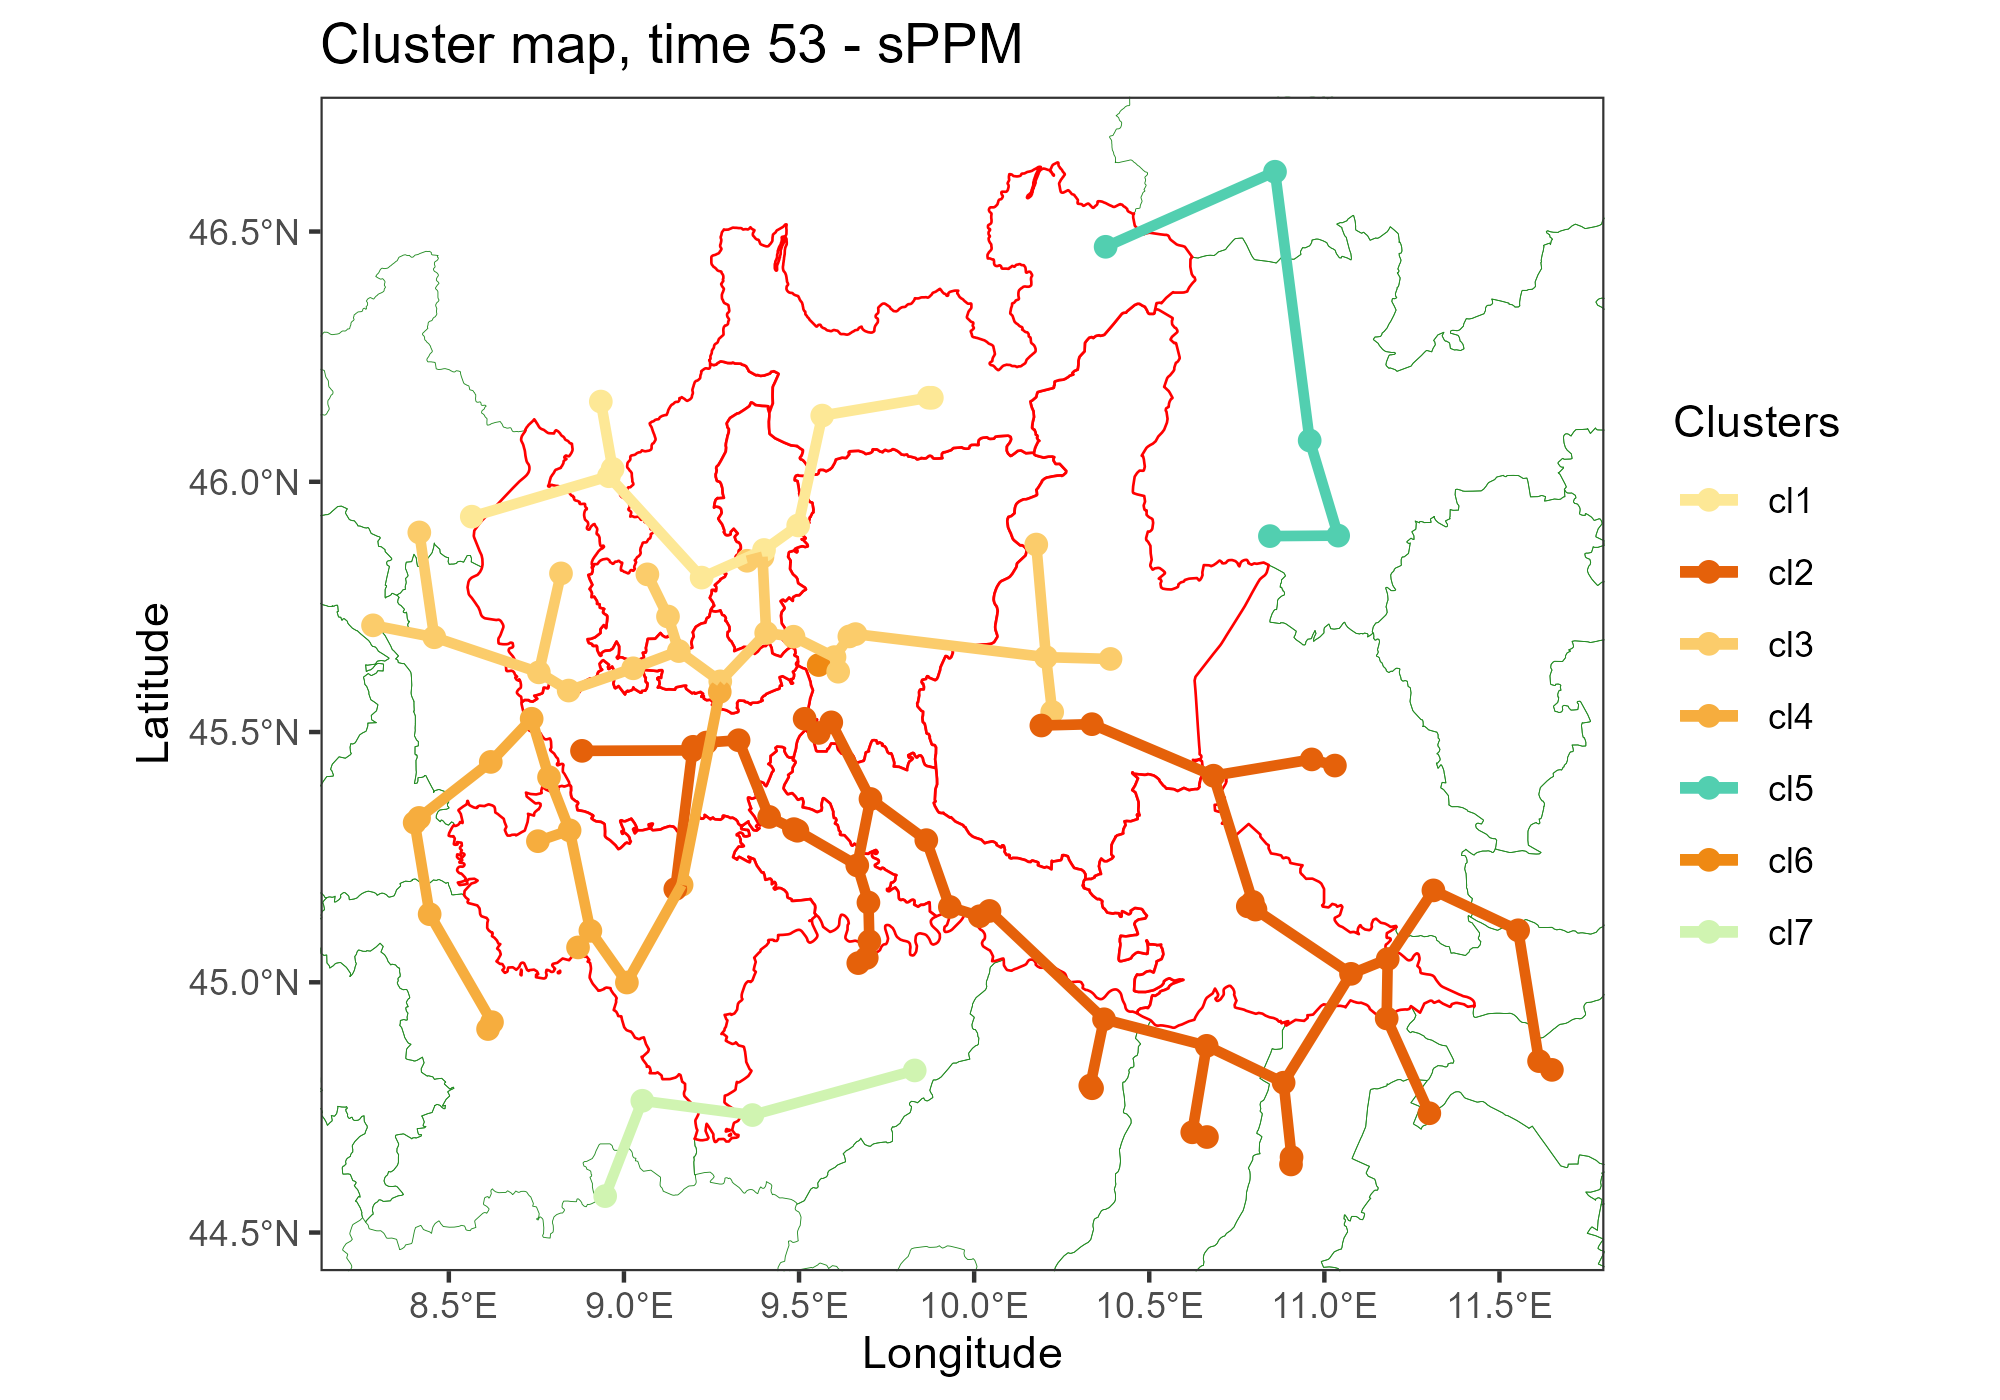 Cluster map, time 53 - sPPM
46.5°N
46.0°N
45.5°N
45.0°N
44.5°N
Latitude
8.5°E
9.0°E
9.5°E
10.0°E
10.5°E
11.0°E
11.5°E
Longitude
Clusters
cl1
cl2
cl3
cl4
cl5
cl6
cl7